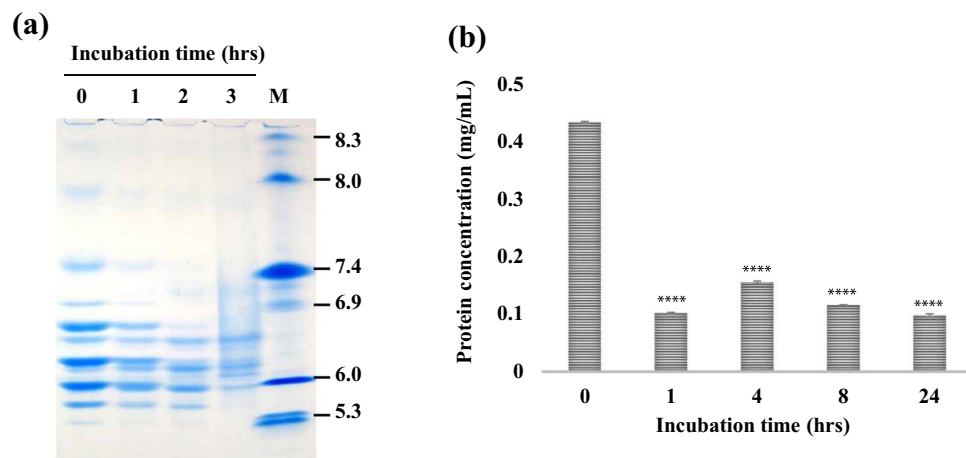 (a)
Incubation time (hrs)
0 1 2 3 M
8.3
8.0
7.4
6.9
6.0
5.3
(b)
Protein concentration (mg/mL)
0.5
0.4
0.3
0.2
0.1
0
****
****
****
****
0 1 4 8 24
Incubation time (hrs)